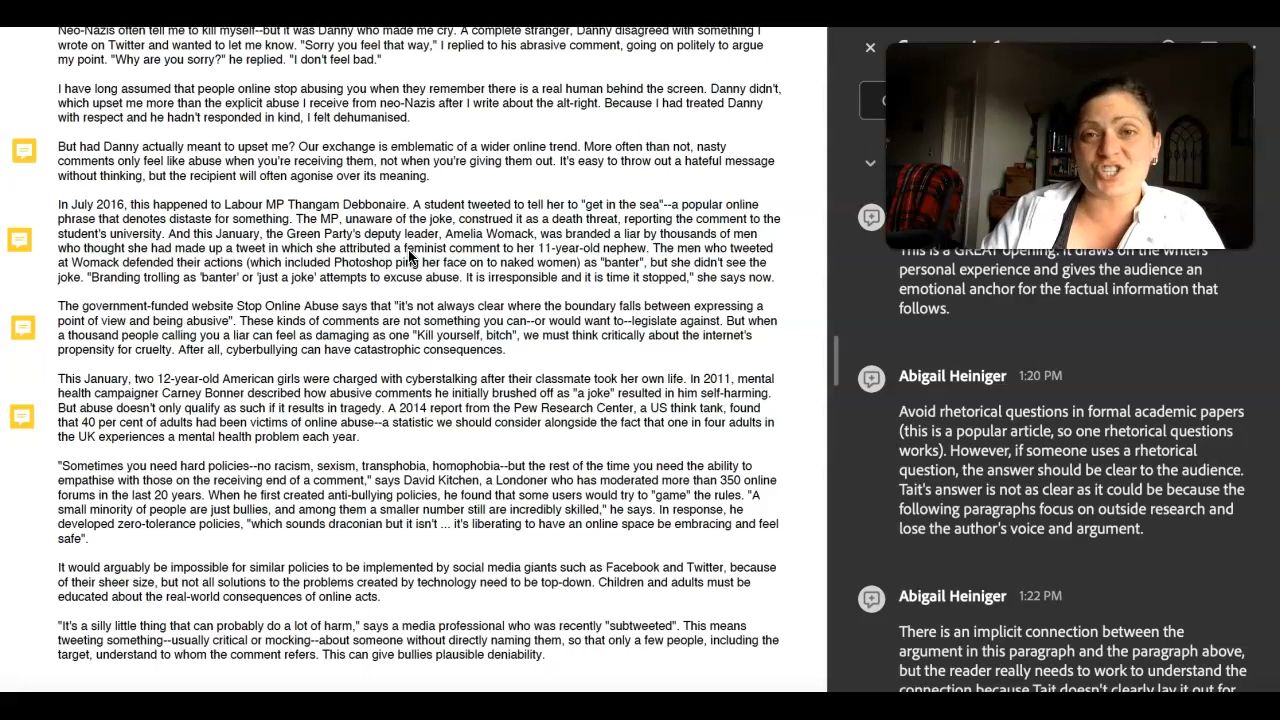 Neo-Nazis often tell me to kill myself--but it was Danny who made me cry. A complete stranger, Danny disagreed with something I
wrote on Twitter and wanted to let me know. "Sorry you feel that way," I replied to his abrasive comment, going on politely to argue
my point. "Why are you sorry?" he replied. "I don't feel bad."
I have long assumed that people online stop abusing you when they remember there is a real human behind the screen. Danny didn't,
which upset me more than the explicit abuse I receive from neo-Nazis after I write about the alt-right. Because I had treated Danny
with respect and he hadn't responded in kind, I felt dehumanised.
But had Danny actually meant to upset me? Our exchange is emblematic of a wider online trend. More often than not, nasty
comments only feel like abuse when you're receiving them, not when you're giving them out. It's easy to throw out a hateful message
without thinking, but the recipient will often agonise over its meaning.
In July 2016, this happened to Labour MP Thangam Debbonaire. A student tweeted to tell her to "get in the sea"--a popular online
phrase that denotes distaste for something. The MP, unaware of the joke, construed it as a death threat, reporting the comment to the
student's university. And this January, the Green Party's deputy leader, Amelia Womack, was branded a liar by thousands of men
who thought she had made up a tweet in which she attributed a feminist comment to her 11-year-old nephew. The men who tweeted
at Womack defended their actions (which included Photoshop ping her face on to naked women) as "banter", but she didn't see the
joke. "Branding trolling as 'banter' or 'just a joke' attempts to excuse abuse. It is irresponsible and it is time it stopped," she says now.
The government-funded website Stop Online Abuse says that "it's not always clear where the boundary falls between expressing a
point of view and being abusive". These kinds of comments are not something you can--or would want to--legislate against. But when
a thousand people calling you a liar can feel as damaging as one "Kill yourself, bitch", we must think critically about the internet's
propensity for cruelty. After all, cyberbullying can have catastrophic consequences.
This January, two 12-year-old American girls were charged with cyberstalking after their classmate took her own life. In 2011, mental
health campaigner Carney Bonner described how abusive comments he initially brushed off as "a joke" resulted in him self-harming.
But abuse doesn't only qualify as such if it results in tragedy. A 2014 report from the Pew Research Center, a US think tank, found
that 40 per cent of adults had been victims of online abuse--a statistic we should consider alongside the fact that one in four adults in
the UK experiences a mental health problem each year.
"Sometimes you need hard policies--no racism, sexism, transphobia, homophobia--but the rest of the time you need the ability to
empathise with those on the receiving end of a comment," says David Kitchen, a Londoner who has moderated more than 350 online
forums in the last 20 years. When he first created anti-bullying policies, he found that some users would try to "game" the rules. "A
small minority of people are just bullies, and among them a smaller number still are incredibly skilled," he says. In response, he
developed zero-tolerance policies, "which sounds draconian but it isn't ... it's liberating to have an online space be embracing and feel
safe".
It would arguably be impossible for similar policies to be implemented by social media giants such as Facebook and Twitter, because
of their sheer size, but not all solutions to the problems created by technology need to be top-down. Children and adults must be
educated about the real-world consequences of online acts.
"It's a silly little thing that can probably do a lot of harm," says a media professional who was recently "subtweeted". This means
tweeting something--usually critical or mocking--about someone without directly naming them, so that only a few people, including the
target, understand to whom the comment refers. This can give bullies plausible deniability.
This is a GREAT opening. It draws on the writers
personal experience and gives the audience an
emotional anchor for the factual information that
follows.
Abigail Heiniger 1:20 PM
Avoid rhetorical questions in formal academic papers
(this is a popular article, so one rhetorical questions
works). However, if someone uses a rhetorical
question, the answer should be clear to the audience.
Tait's answer is not as clear as it could be because the
following paragraphs focus on outside research and
lose the author's voice and argument.
Abigail Heiniger 1:22 PM
There is an implicit connection between the
argument in this paragraph and the paragraph above,
but the reader really needs to work to understand the
connection because Tait doesn't clearly lay it out for